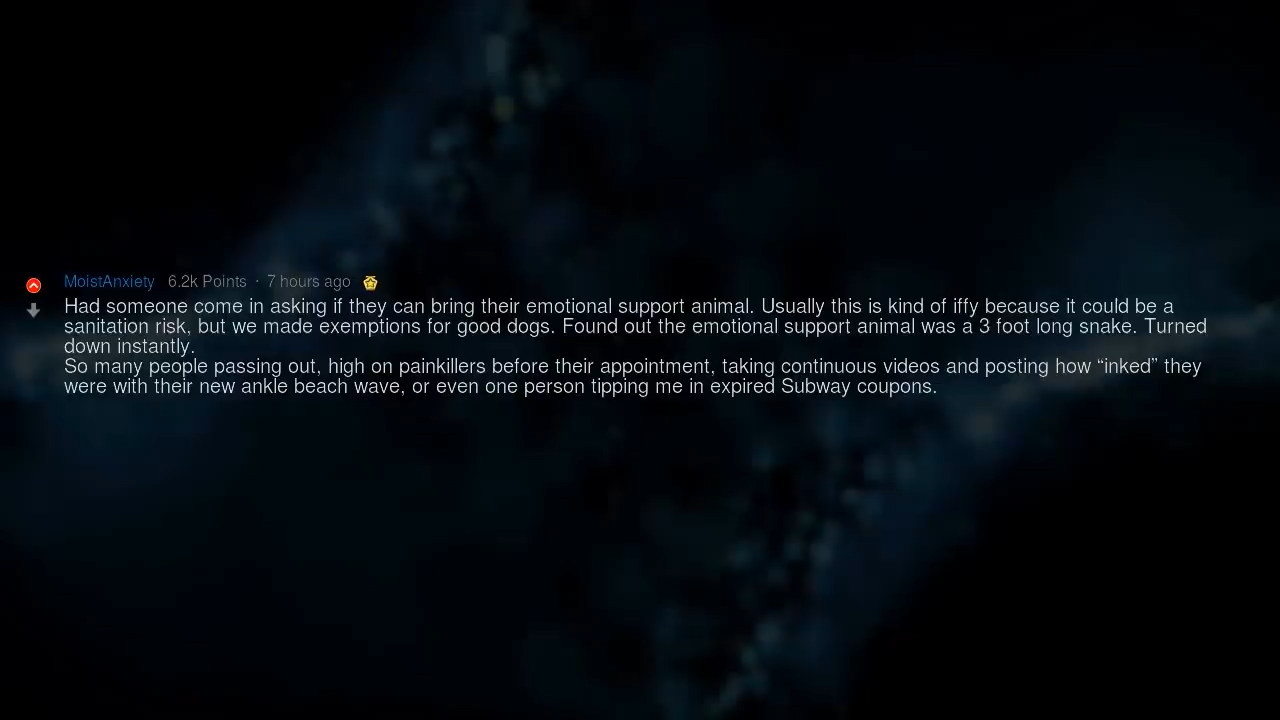 MoistAnxiety 6.2k Points · 7 hours ago
Had someone come in asking if they can bring their emotional support animal. Usually this is kind of iffy because it could be a
sanitation risk, but we made exemptions for good dogs. Found out the emotional support animal was a 3 foot long snake. Turned
down instantly.
So many people passing out, high on painkillers before their appointment, taking continuous videos and posting how “inked” they
were with their new ankle beach wave, or even one person tipping me in expired Subway coupons.